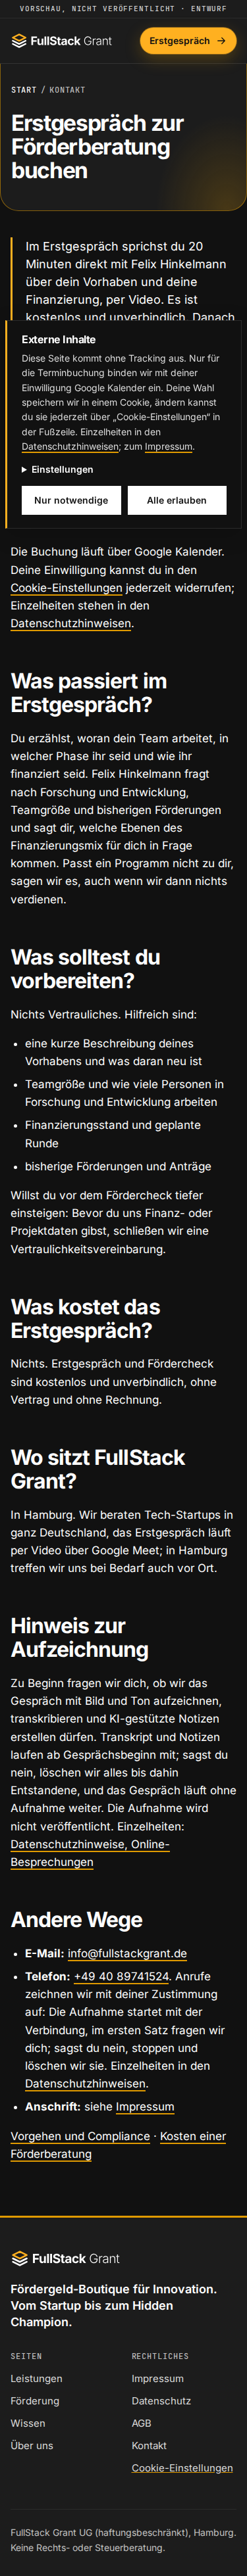 VORSCHAU, NICHT VERÖFFENTLICHT · ENTWURF
FullStack Grant
Erstgespräch →
START / KONTAKT
Erstgespräch zur
Förderberatung
buchen
Im Erstgespräch sprichst du 20
Minuten direkt mit Felix Hinkelmann
über dein Vorhaben und deine
Finanzierung, per Video. Es ist
kostenlos und unverbindlich. Danach
Externe Inhalte
Diese Seite kommt ohne Tracking aus. Nur für
die Terminbuchung binden wir mit deiner
Einwilligung Google Kalender ein. Deine Wahl
speichern wir in einem Cookie, ändern kannst
du sie jederzeit über „Cookie-Einstellungen“ in
der Fußzeile. Einzelheiten in den
Datenschutzhinweisen; zum Impressum.
▸ Einstellungen
Nur notwendige
Alle erlauben
Die Buchung läuft über Google Kalender.
Deine Einwilligung kannst du in den
Cookie-Einstellungen jederzeit widerrufen;
Einzelheiten stehen in den
Datenschutzhinweisen.
Was passiert im
Erstgespräch?
Du erzählst, woran dein Team arbeitet, in
welcher Phase ihr seid und wie ihr
finanziert seid. Felix Hinkelmann fragt
nach Forschung und Entwicklung,
Teamgröße und bisherigen Förderungen
und sagt dir, welche Ebenen des
Finanzierungsmix für dich in Frage
kommen. Passt ein Programm nicht zu dir,
sagen wir es, auch wenn wir dann nichts
verdienen.
Was solltest du
vorbereiten?
Nichts Vertrauliches. Hilfreich sind:
• eine kurze Beschreibung deines
Vorhabens und was daran neu ist
• Teamgröße und wie viele Personen in
Forschung und Entwicklung arbeiten
• Finanzierungsstand und geplante
Runde
• bisherige Förderungen und Anträge
Willst du vor dem Fördercheck tiefer
einsteigen: Bevor du uns Finanz- oder
Projektdaten gibst, schließen wir eine
Vertraulichkeitsvereinbarung.
Was kostet das
Erstgespräch?
Nichts. Erstgespräch und Fördercheck
sind kostenlos und unverbindlich, ohne
Vertrag und ohne Rechnung.
Wo sitzt FullStack
Grant?
In Hamburg. Wir beraten Tech-Startups in
ganz Deutschland, das Erstgespräch läuft
per Video über Google Meet; in Hamburg
treffen wir uns bei Bedarf auch vor Ort.
Hinweis zur
Aufzeichnung
Zu Beginn fragen wir dich, ob wir das
Gespräch mit Bild und Ton aufzeichnen,
transkribieren und KI-gestützte Notizen
erstellen dürfen. Transkript und Notizen
laufen ab Gesprächsbeginn mit; sagst du
nein, löschen wir alles bis dahin
Entstandene, und das Gespräch läuft ohne
Aufnahme weiter. Die Aufnahme wird
nicht veröffentlicht. Einzelheiten:
Datenschutzhinweise, Online-
Besprechungen
Andere Wege
• E-Mail: info@fullstackgrant.de
• Telefon: +49 40 89741524. Anrufe
zeichnen wir mit deiner Zustimmung
auf: Die Aufnahme startet mit der
Verbindung, im ersten Satz fragen wir
dich; sagst du nein, stoppen und
löschen wir sie. Einzelheiten in den
Datenschutzhinweisen.
• Anschrift: siehe Impressum
Vorgehen und Compliance · Kosten einer
Förderberatung
FullStack Grant
Fördergeld-Boutique für Innovation.
Vom Startup bis zum Hidden
Champion.
SEITEN
Leistungen
Förderung
Wissen
Über uns
RECHTLICHES
Impressum
Datenschutz
AGB
Kontakt
Cookie-Einstellungen
FullStack Grant UG (haftungsbeschränkt), Hamburg.
Keine Rechts- oder Steuerberatung.